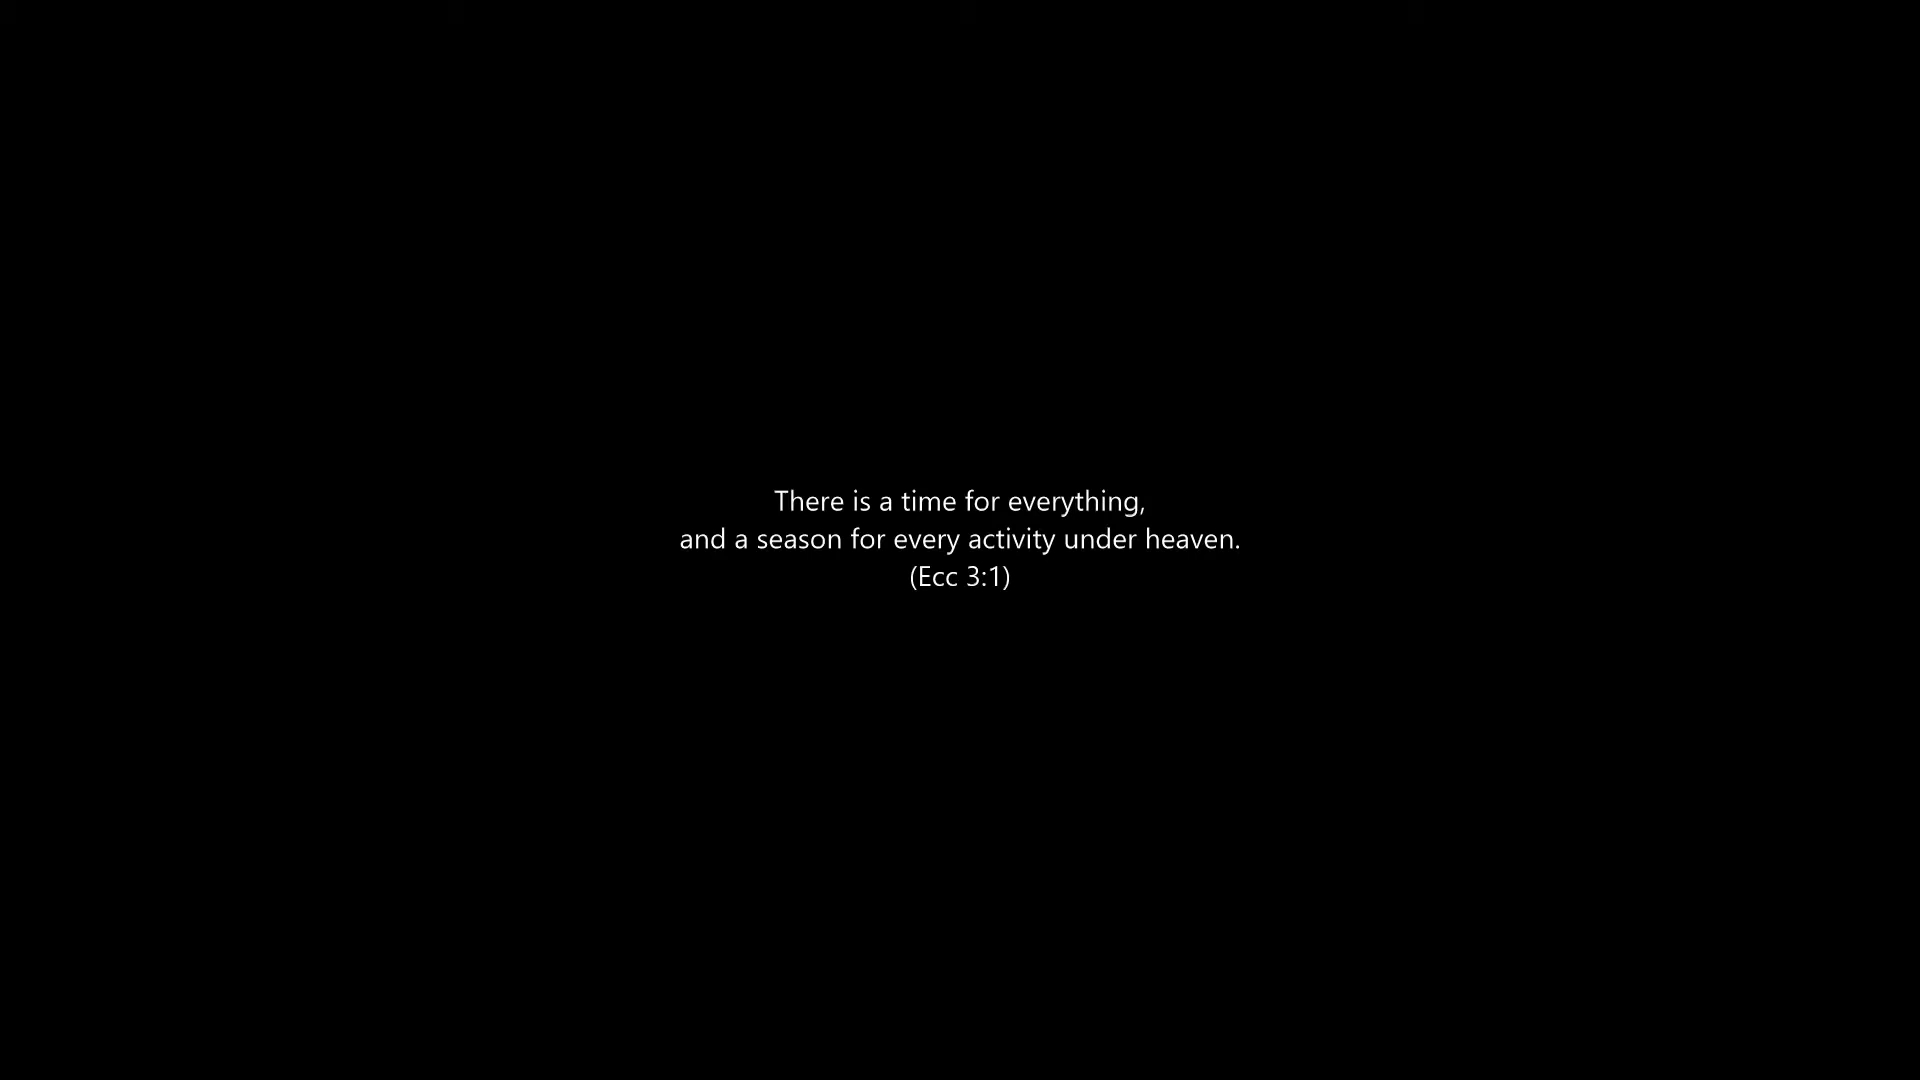 There is a time for everything,
and a season for every activity under heaven.
(Ecc 3:1)